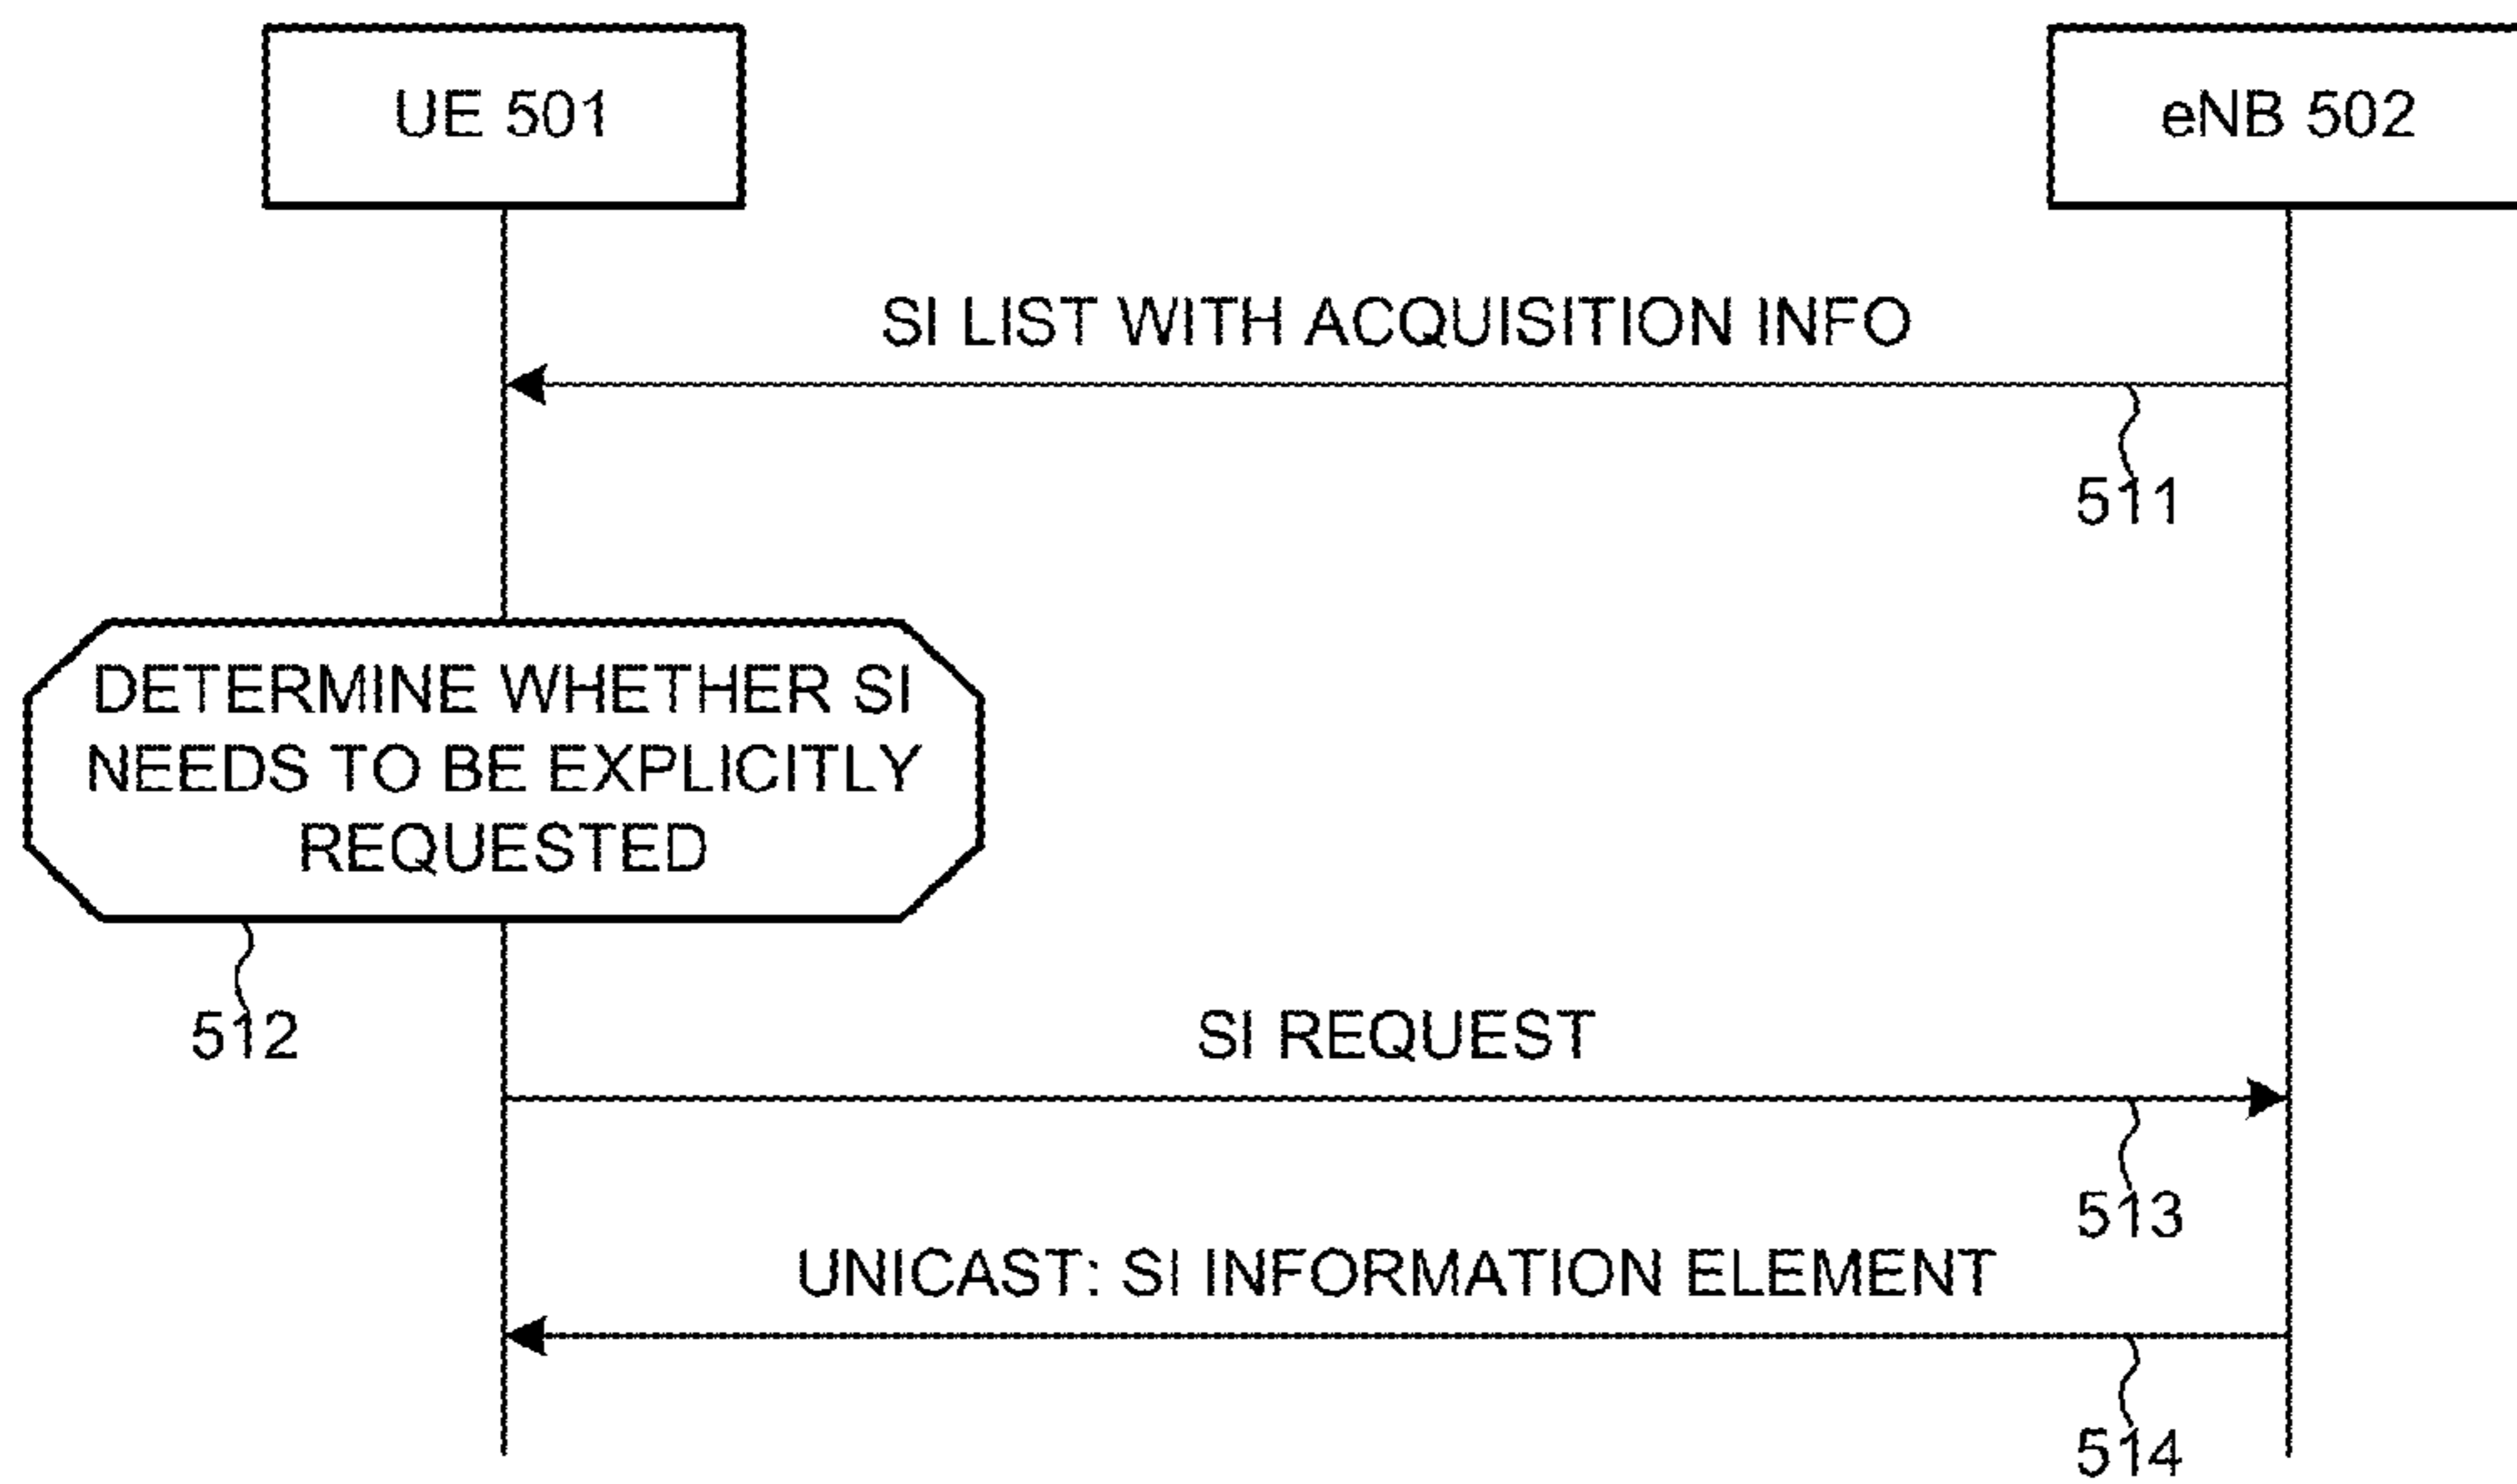 UE 501
eNB 502
SI LIST WITH ACQUISITION INFO
511
DETERMINE WHETHER SI
NEEDS TO BE EXPLICITLY
REQUESTED
512
SI REQUEST
513
UNICAST: SI INFORMATION ELEMENT
514